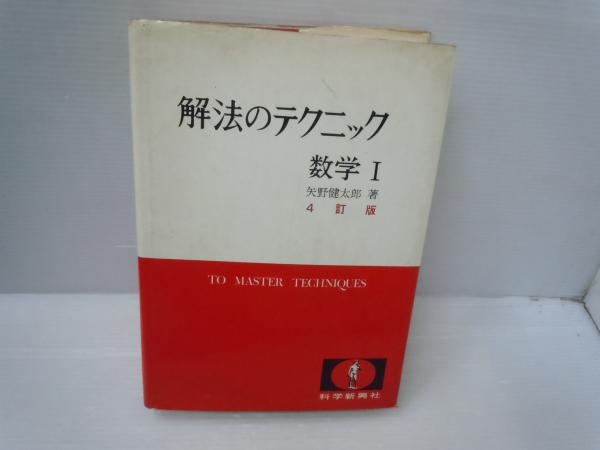 解法のテクニック
数学 I
矢野健太郎 著
4 訂 版
TO MASTER TECHNIQUES
科学新興社